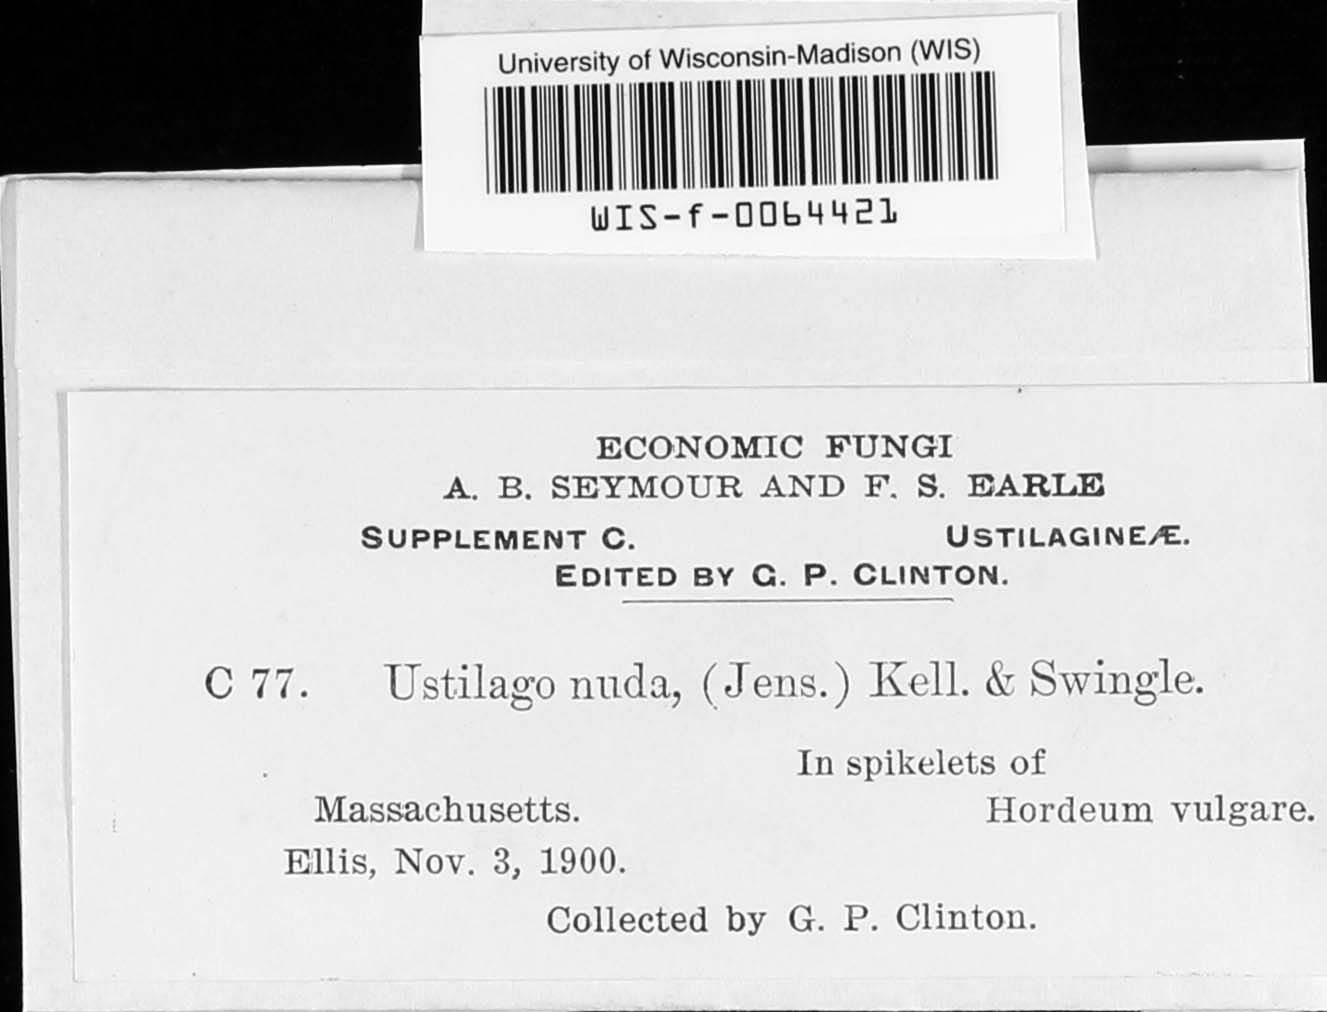 University of Wisconsin-Madison (WIS)
WIS-f-0064421
ECONOMIC FUNGI
A. B. SEYMOUR AND F. S. EARLE
SUPPLEMENT C. USTILAGINEÆ.
EDITED BY G. P. CLINTON.
C 77. Ustilago nuda, (Jens.) Kell. & Swingle.
In spikelets of
Massachusetts. Hordeum vulgare.
Ellis, Nov. 3, 1900.
Collected by G. P. Clinton.